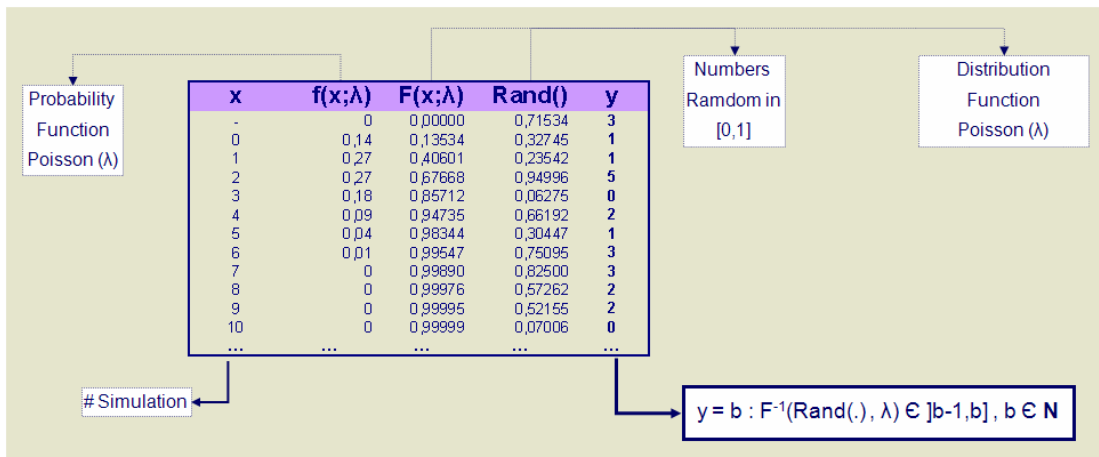 Probability
Function
Poisson (λ)
Numbers
Ramdom in
[0,1]
Distribution
Function
Poisson (λ)
x f(x;λ) F(x;λ) Rand() y
- 0 0,00000 0,71534 3
0 0,14 0,13534 0,32745 1
1 0,27 0,40601 0,23542 1
2 0,27 0,67668 0,94996 5
3 0,18 0,85712 0,06275 0
4 0,09 0,94735 0,66192 2
5 0,04 0,98344 0,30447 1
6 0,01 0,99547 0,75095 3
7 0 0,99890 0,82500 3
8 0 0,99976 0,57262 2
9 0 0,99995 0,52155 2
10 0 0,99999 0,07006 0
... ... ... ... ...
# Simulation
y = b : F⁻¹(Rand(.) , λ) Є ]b-1,b] , b Є N